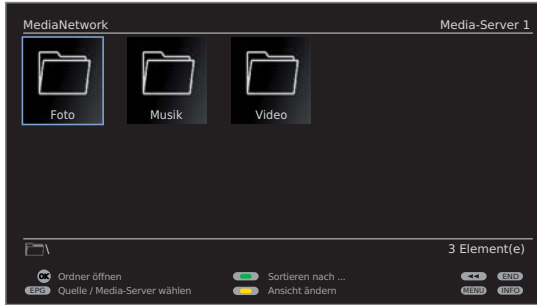 MediaNetwork Media-Server 1
Foto Musik Video
\ 3 Element(e)
OK Ordner öffnen Sortieren nach ... ◄◄ END
EPG Quelle / Media-Server wählen Ansicht ändern MENU INFO